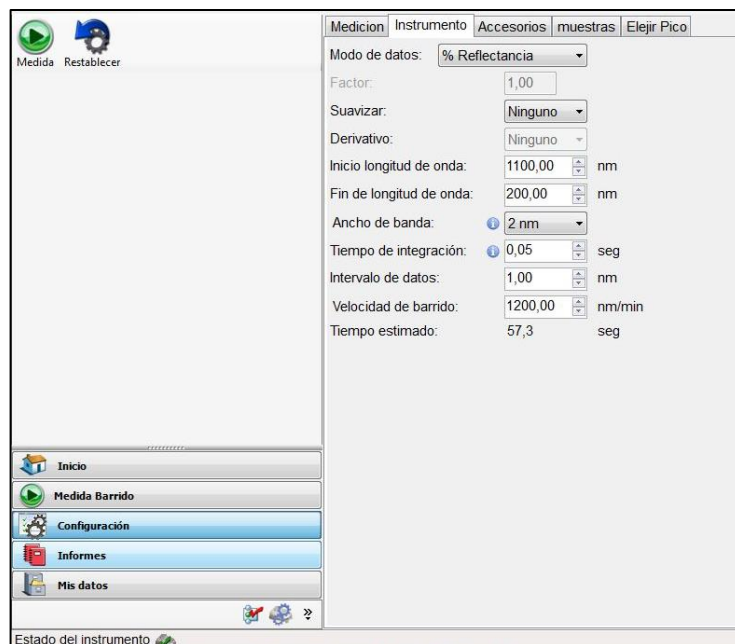 Medida Restablecer
Medicion Instrumento Accesorios muestras Elejir Pico
Modo de datos: % Reflectancia
Factor: 1,00
Suavizar: Ninguno
Derivativo: Ninguno
Inicio longitud de onda: 1100,00 nm
Fin de longitud de onda: 200,00 nm
Ancho de banda: 2 nm
Tiempo de integración: 0,05 seg
Intervalo de datos: 1,00 nm
Velocidad de barrido: 1200,00 nm/min
Tiempo estimado: 57,3 seg
Inicio
Medida Barrido
Configuración
Informes
Mis datos
Estado del instrumento